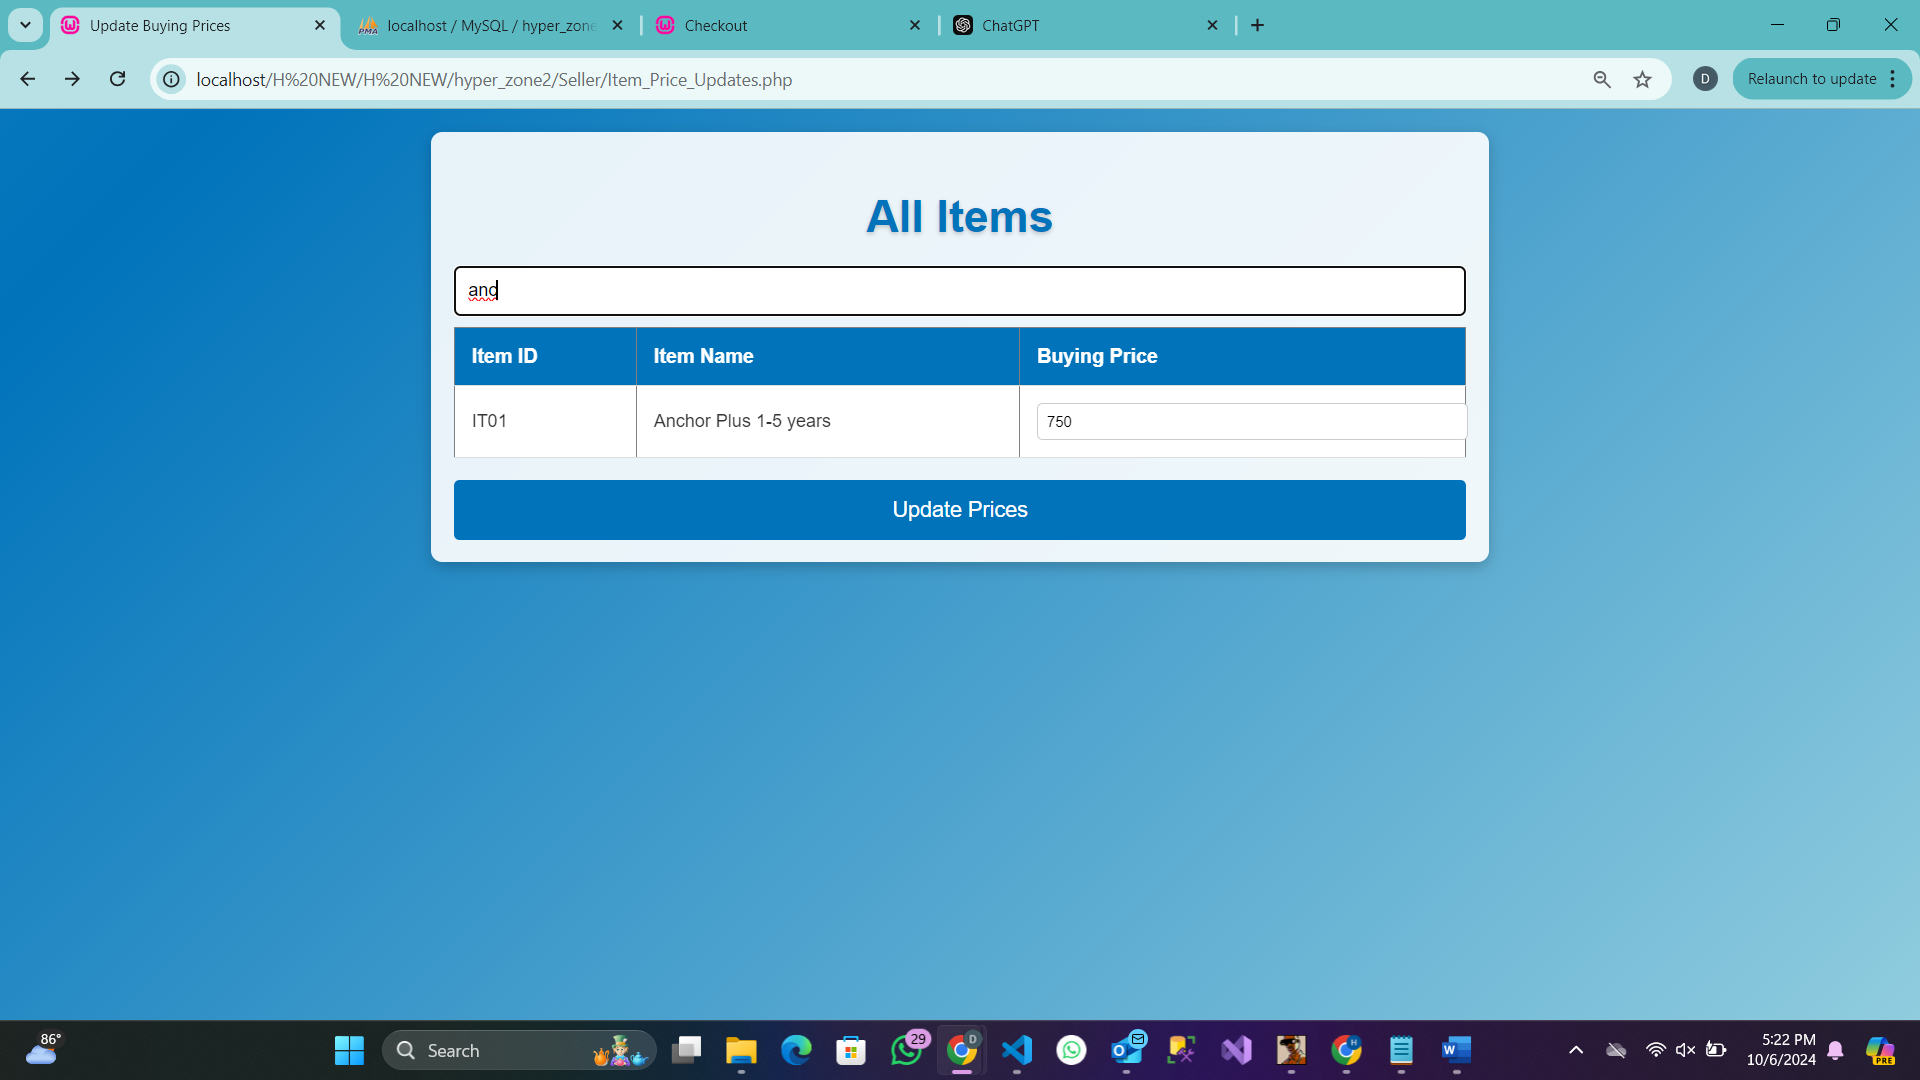 Update Buying Prices
localhost / MySQL / hyper_zone
Checkout
ChatGPT
localhost/H%20NEW/H%20NEW/hyper_zone2/Seller/Item_Price_Updates.php
D
Relaunch to update
All Items
and
Item ID
Item Name
Buying Price
IT01
Anchor Plus 1-5 years
750
Update Prices
86°
Search
29
D
H
5:22 PM
10/6/2024
PRE